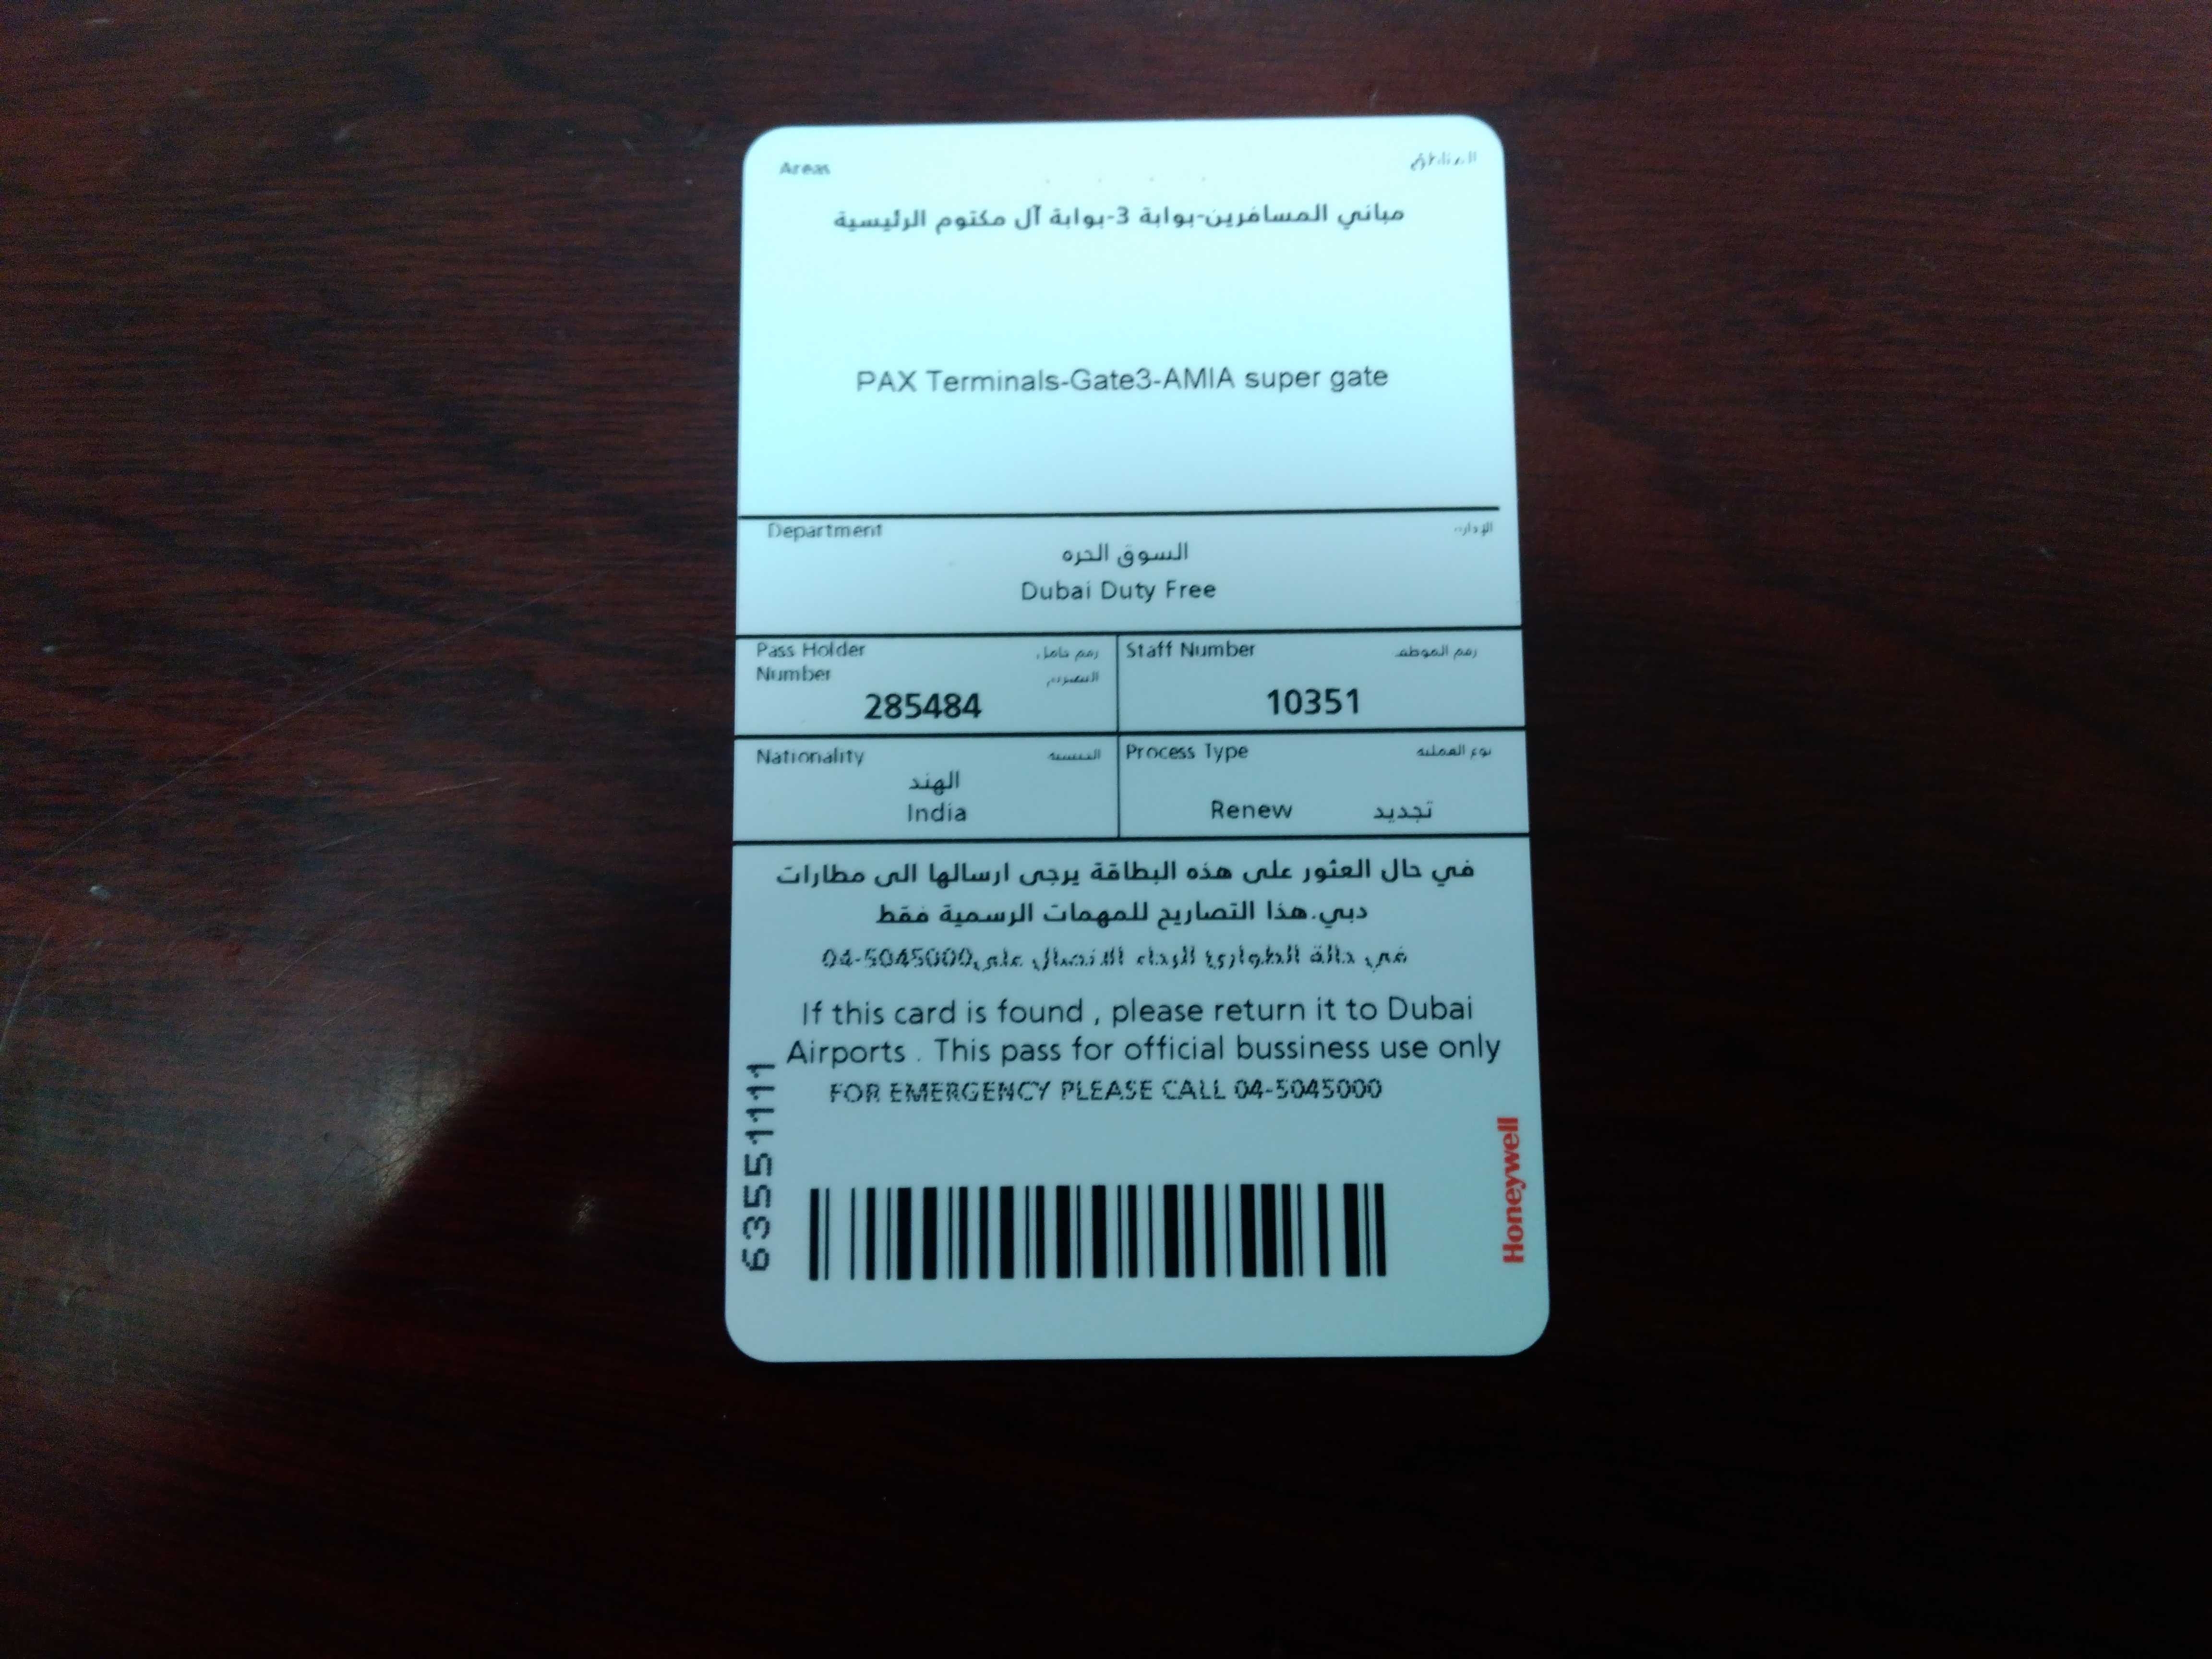 Areas المناطق
مباني المسافرين-بوابة 3-بوابة آل مكتوم الرئيسية
PAX Terminals-Gate3-AMIA super gate
Department الإدارة
السوق الحره
Dubai Duty Free
Pass Holder Number رقم حامل التصريح
285484
Staff Number رقم الموظف
10351
Nationality الجنسية
الهند
India
Process Type نوع العملية
Renew تجديد
في حال العثور على هذه البطاقة يرجى ارسالها الى مطارات
دبي.هذا التصاريح للمهمات الرسمية فقط
في حالة الطوارئ الرجاء الاتصال على04-5045000
If this card is found , please return it to Dubai
Airports . This pass for official bussiness use only
FOR EMERGENCY PLEASE CALL 04-5045000
63551111
Honeywell